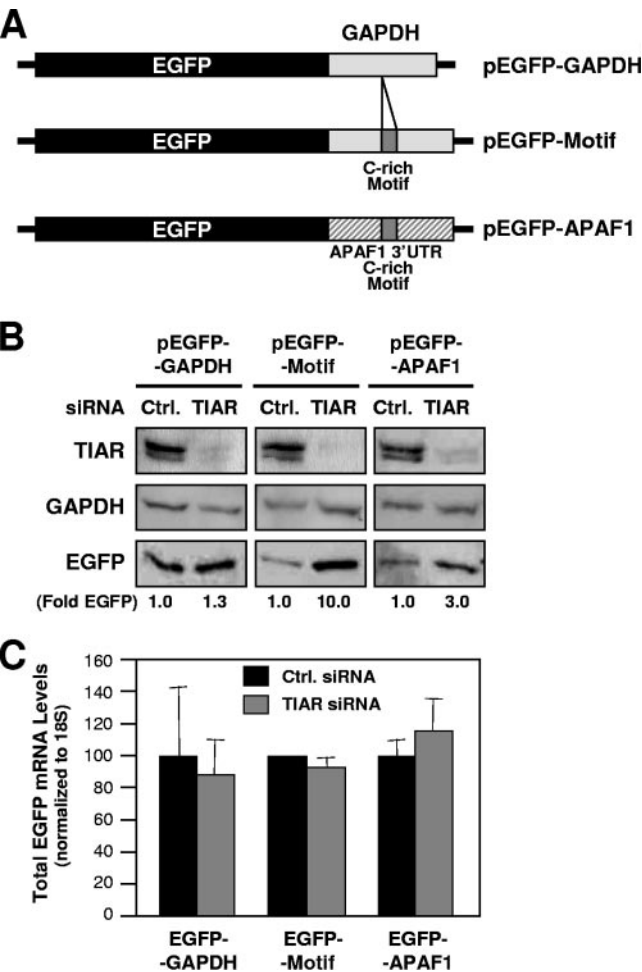 A
GAPDH
EGFP
pEGFP-GAPDH
EGFP
pEGFP-Motif
C-rich
Motif
EGFP
pEGFP-APAF1
APAF1 3'UTR
C-rich
Motif
B
pEGFP-
-GAPDH
pEGFP-
-Motif
pEGFP-
-APAF1
siRNA Ctrl. TIAR Ctrl. TIAR Ctrl. TIAR
TIAR
GAPDH
EGFP
(Fold EGFP) 1.0 1.3 1.0 10.0 1.0 3.0
C
Total EGFP mRNA Levels
(normalized to 18S)
160
140
120
100
80
60
40
20
0
Ctrl. siRNA
TIAR siRNA
EGFP-
-GAPDH
EGFP-
-Motif
EGFP-
-APAF1